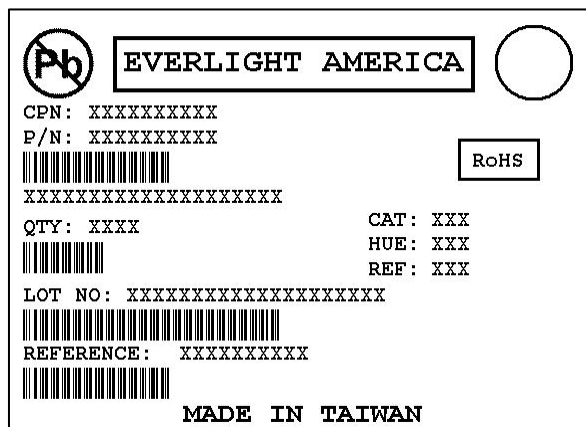 Pb EVERLIGHT AMERICA
CPN: XXXXXXXXXX
P/N: XXXXXXXXXX
RoHS
XXXXXXXXXXXXXXXXXXXX
QTY: XXXX
CAT: XXX
HUE: XXX
REF: XXX
LOT NO: XXXXXXXXXXXXXXXXXXXX
REFERENCE: XXXXXXXXXX
MADE IN TAIWAN